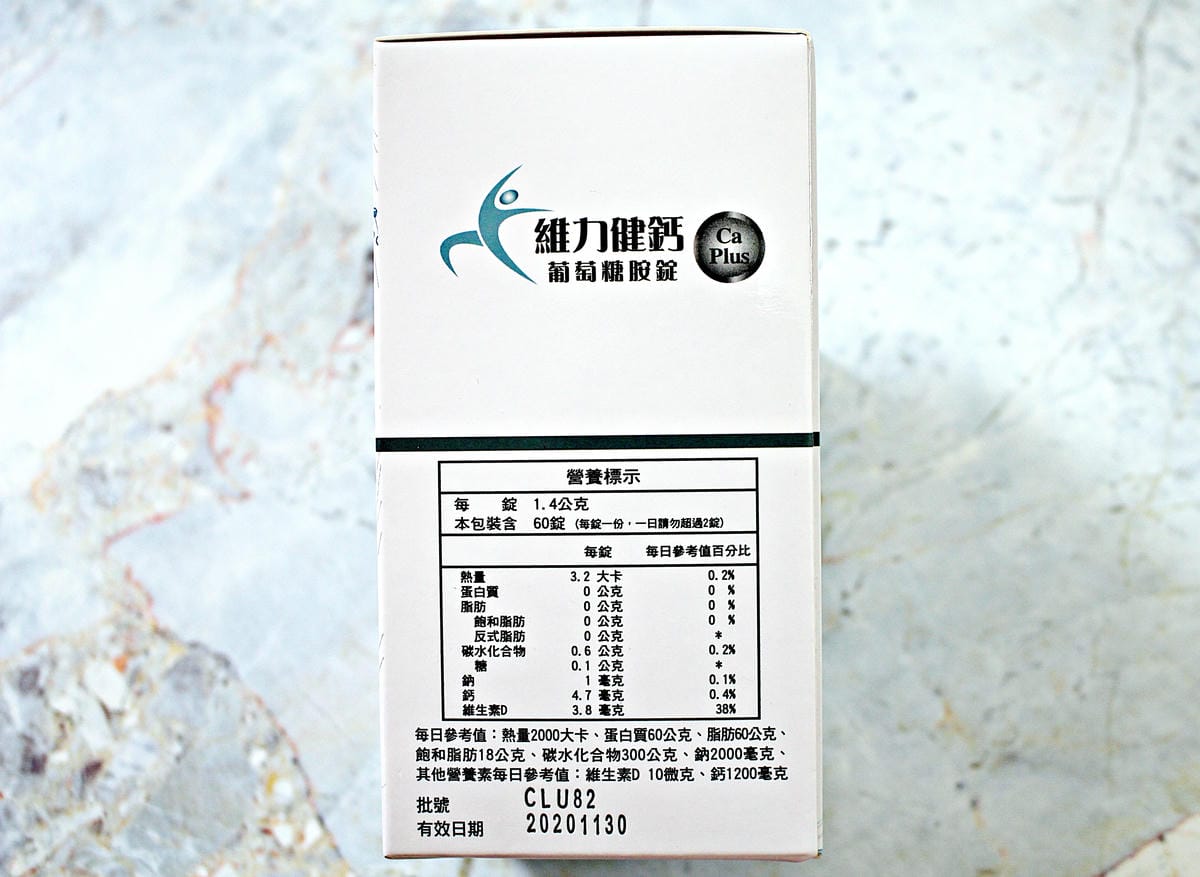 維力健鈣
Ca
Plus
葡萄糖胺錠
營養標示
每 錠 1.4公克
本包裝含 60錠 (每錠一份,一日請勿超過2錠)
每錠 每日參考值百分比
熱量 3.2 大卡 0.2%
蛋白質 0 公克 0 %
脂肪 0 公克 0 %
飽和脂肪 0 公克 0 %
反式脂肪 0 公克 *
碳水化合物 0.6 公克 0.2%
糖 0.1 公克 *
鈉 1 毫克 0.1%
鈣 4.7 毫克 0.4%
維生素D 3.8 毫克 38%
每日參考值:熱量2000大卡、蛋白質60公克、脂肪60公克、
飽和脂肪18公克、碳水化合物300公克、鈉2000毫克、
其他營養素每日參考值:維生素D 10微克、鈣1200毫克
批號 CLU82
有效日期 20201130